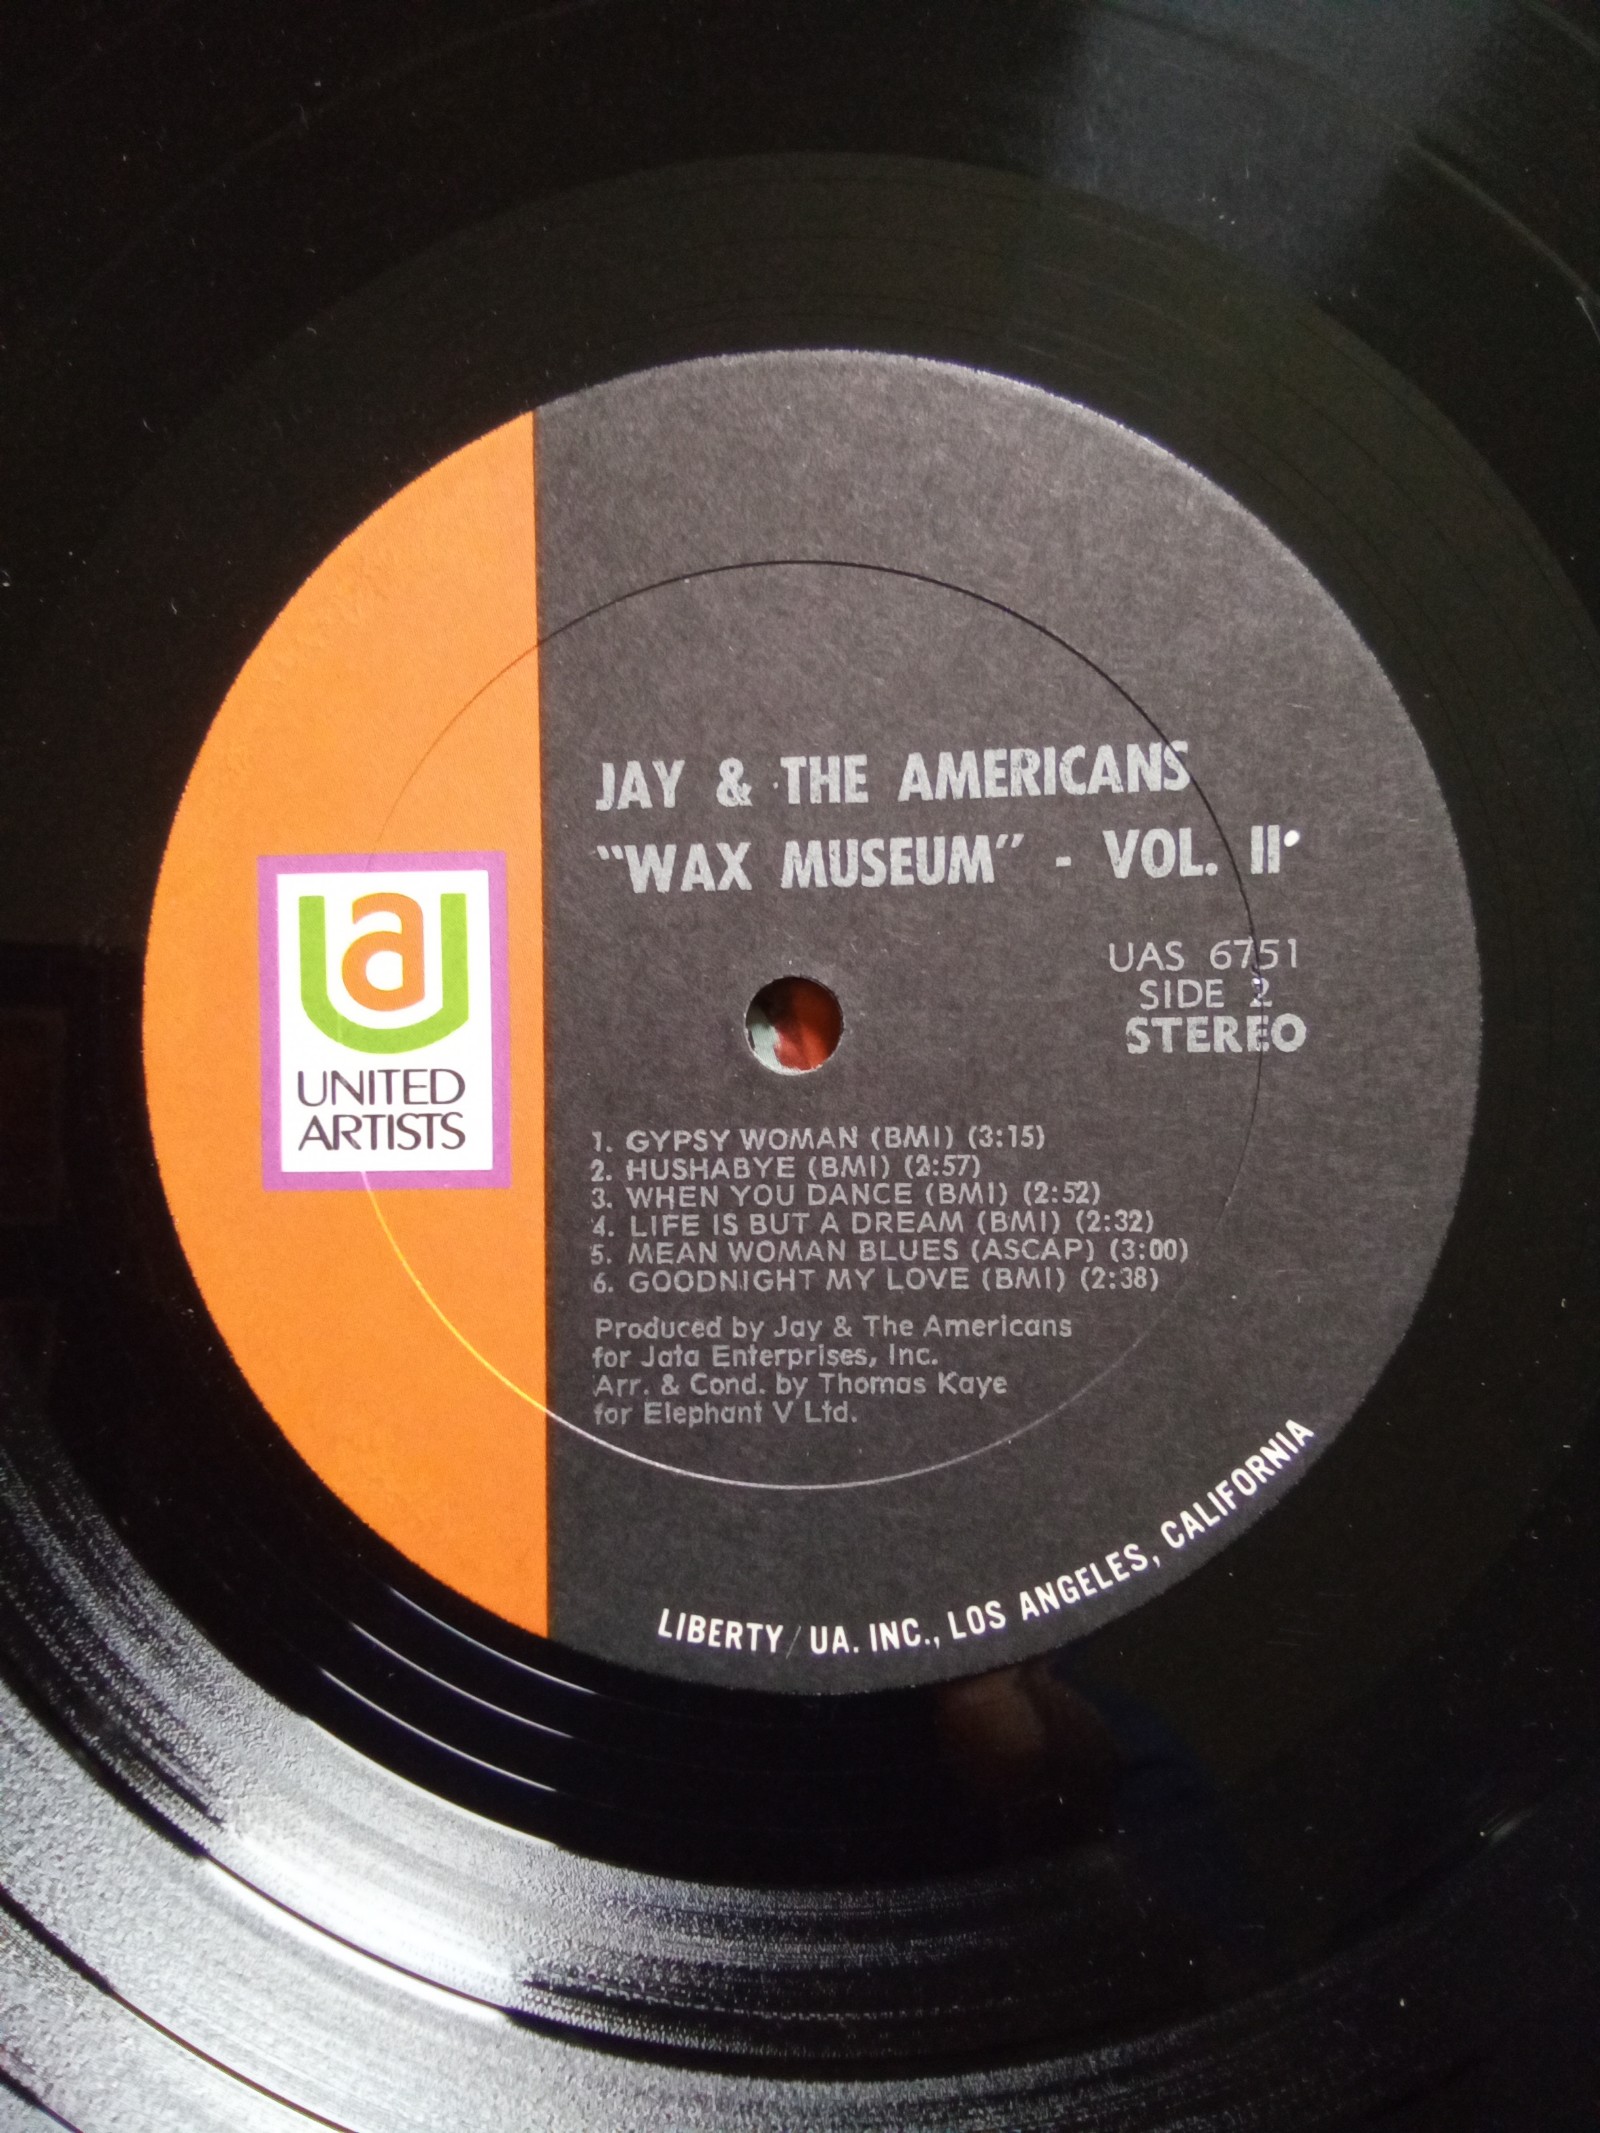 JAY & THE AMERICANS
"WAX MUSEUM" - VOL. II
UAS 6751
SIDE 2
STEREO
ua
UNITED
ARTISTS
1. GYPSY WOMAN (BMI) (3:15)
2. HUSHABYE (BMI) (2:57)
3. WHEN YOU DANCE (BMI) (2:52)
4. LIFE IS BUT A DREAM (BMI) (2:32)
5. MEAN WOMAN BLUES (ASCAP) (3:00)
6. GOODNIGHT MY LOVE (BMI) (2:38)
Produced by Jay & The Americans
for Jata Enterprises, Inc.
Arr. & Cond. by Thomas Kaye
for Elephant V Ltd.
LIBERTY/UA. INC., LOS ANGELES, CALIFORNIA